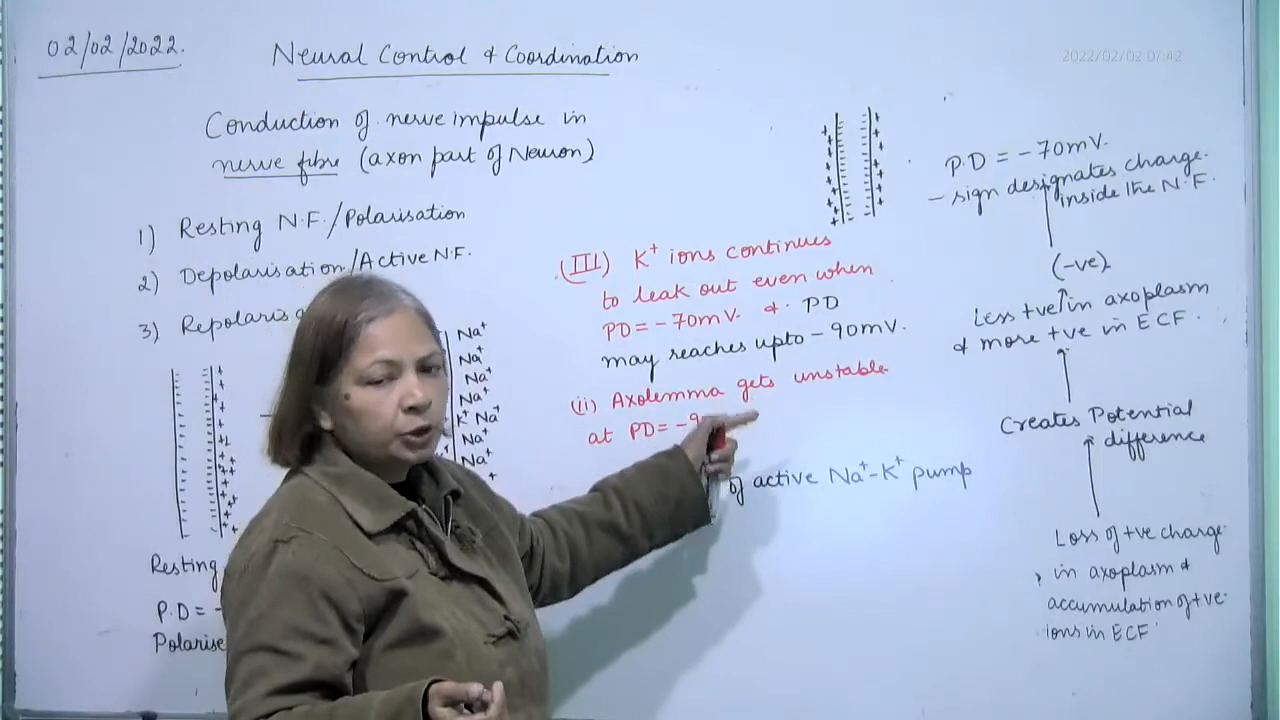 02/02/2022.
Neural Control & Coordination
2022/02/02 07:42
Conduction of nerve impulse in
nerve fibre (axon part of Neuron)
1) Resting N.F./Polarisation
2) Depolarisation/Active N.F.
3) Repolaris
Na+
Na+
Na+
Na+
K+ Na+
Na+
Na+
+
Resting
P.D = -
Polarise
(III) K+ ions continues
to leak out even when
PD = -70mV. & PD
may reaches upto -90mV.
(ii) Axolemma gets unstable
at PD = -9
of active Na+-K+ pump
P.D = -70mV.
- sign designates charge
inside the N.F.
(-ve)
Less +ve in axoplasm
& more +ve in ECF.
Creates Potential
difference
Loss of +ve charge
in axoplasm &
accumulation of +ve
ions in ECF